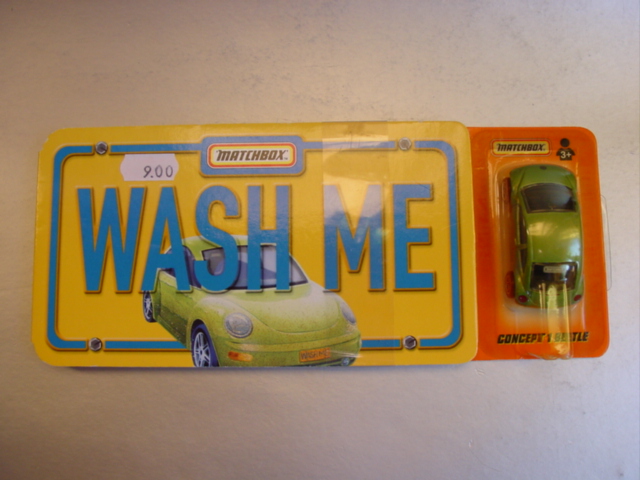 MATCHBOX
9.00
WASH ME
MATCHBOX
3+
CONCEPT 1 BEETLE